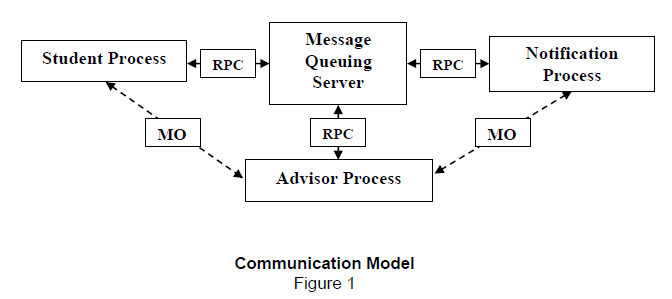 Student Process
RPC
Message
Queuing
Server
RPC
Notification
Process
MO
RPC
MO
Advisor Process
Communication Model
Figure 1